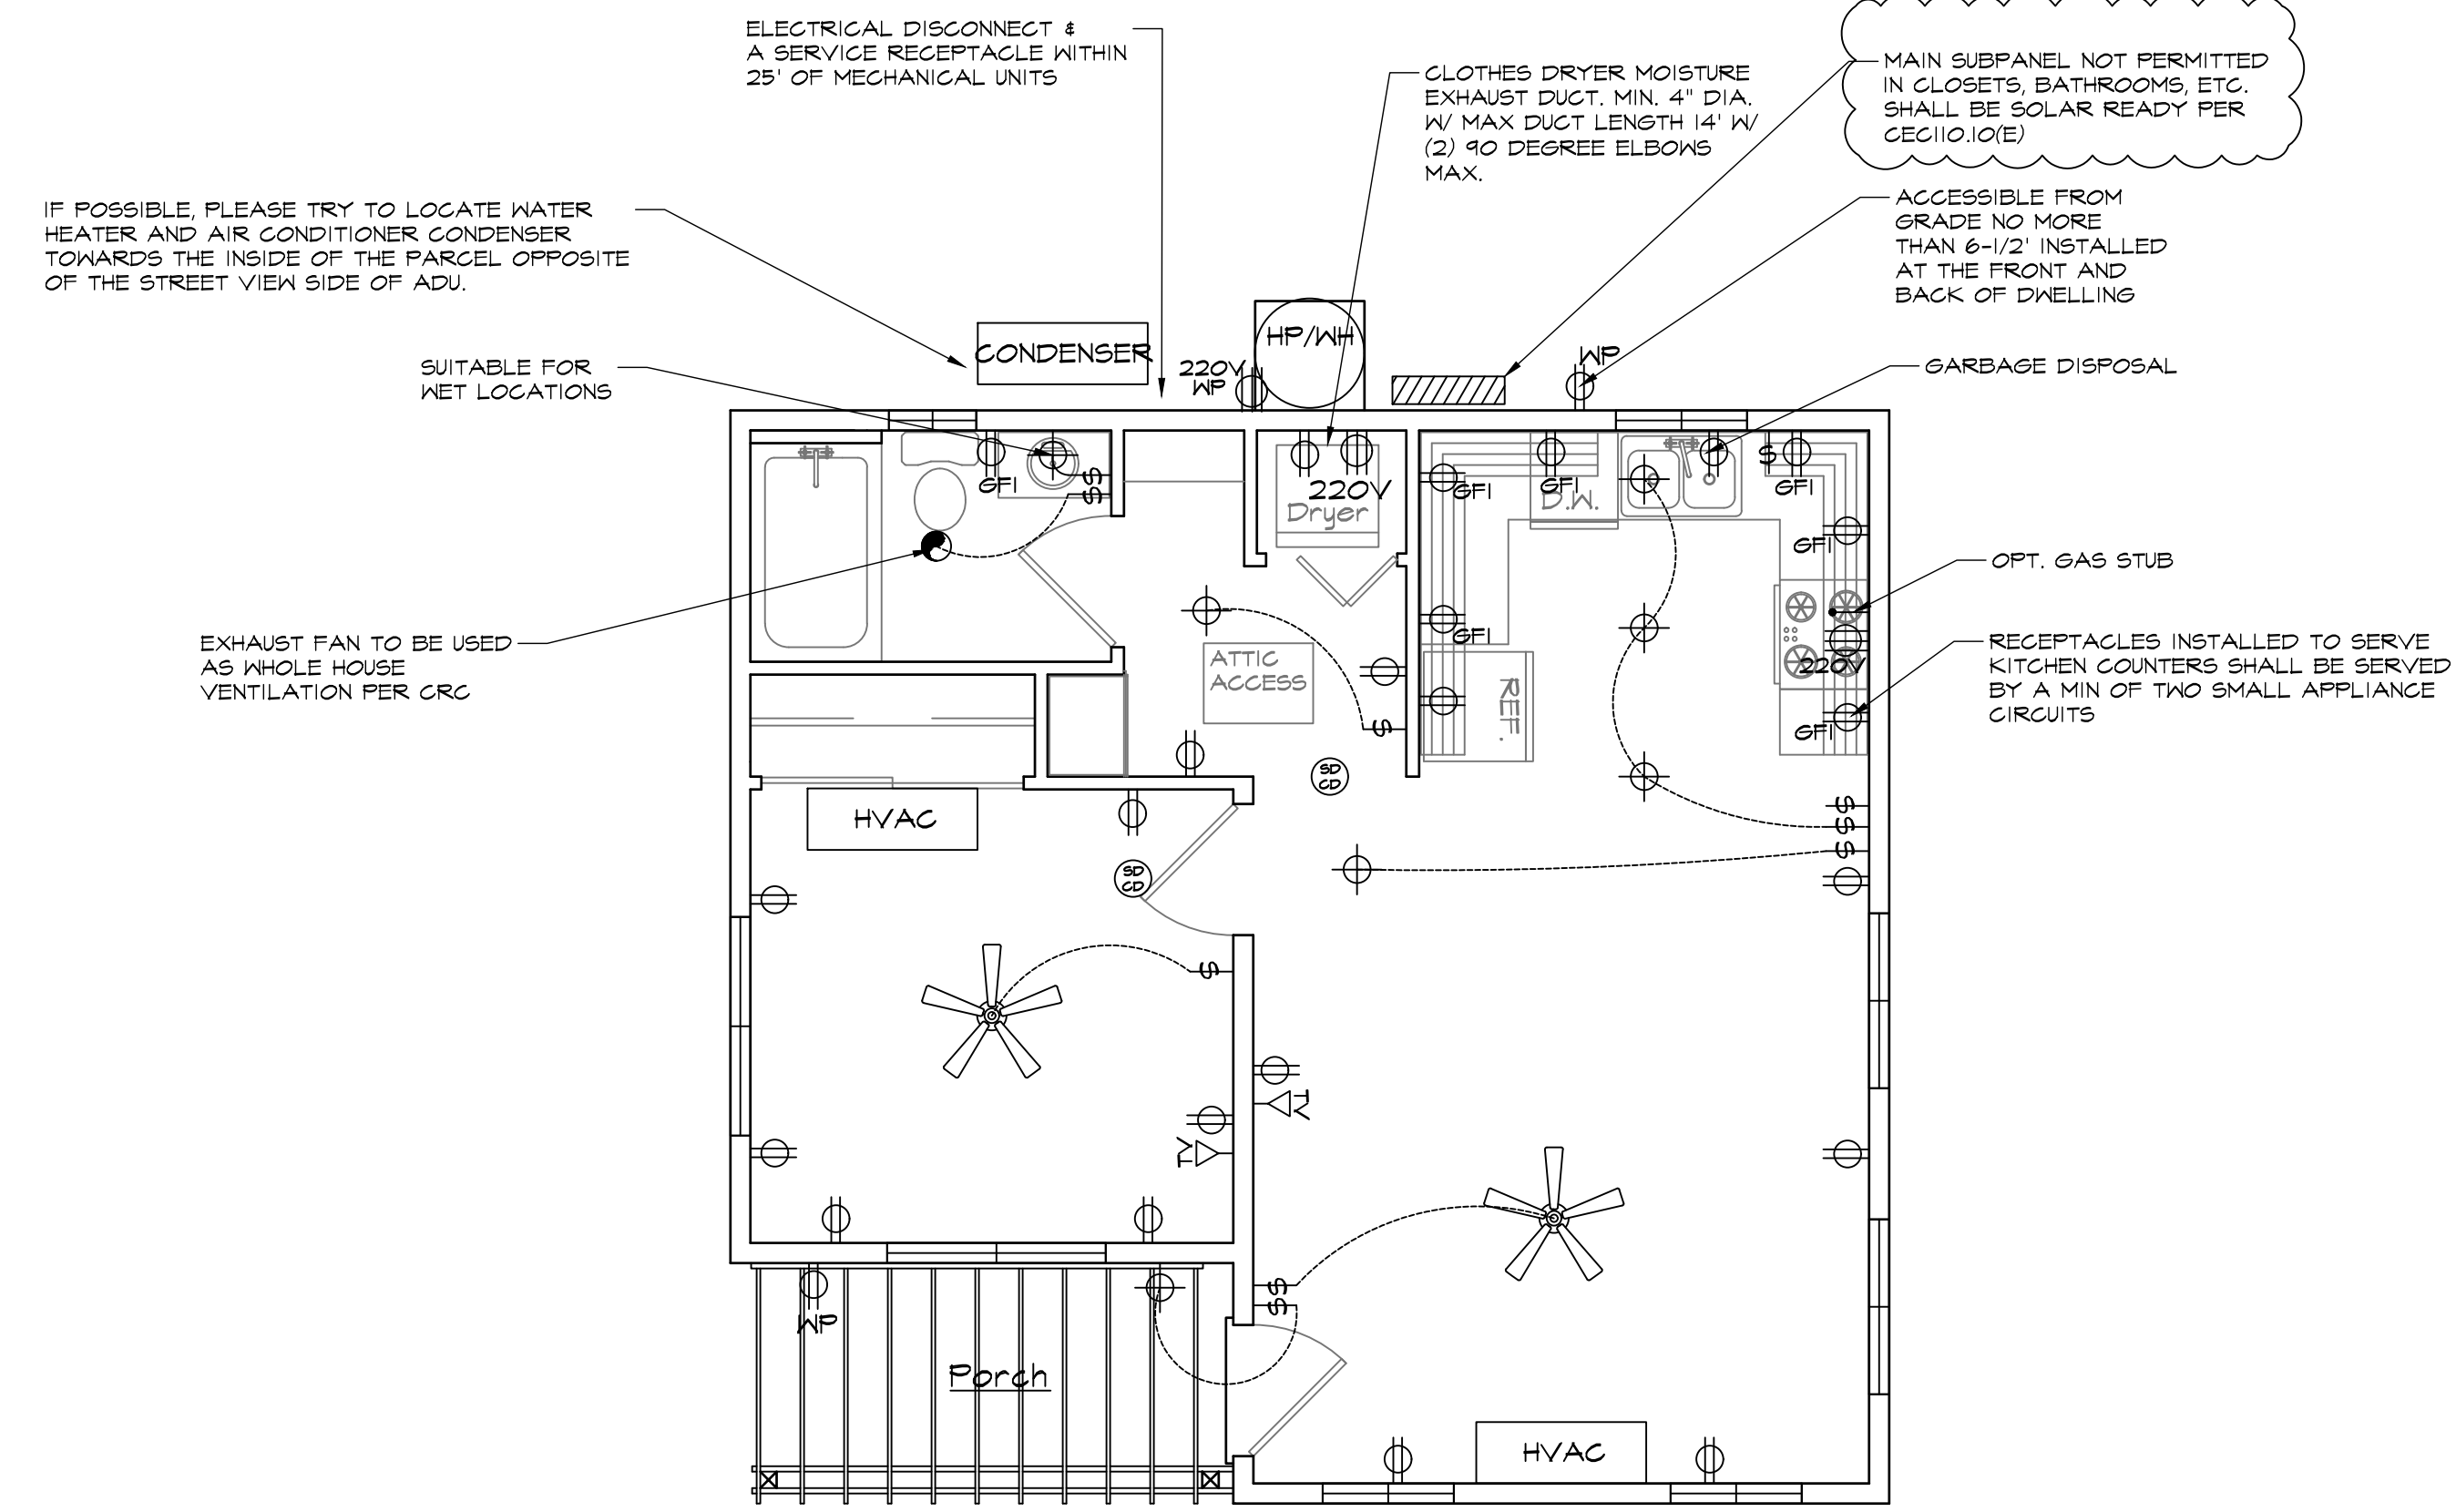 ELECTRICAL DISCONNECT &
A SERVICE RECEPTACLE WITHIN
25' OF MECHANICAL UNITS
CLOTHES DRYER MOISTURE
EXHAUST DUCT. MIN. 4" DIA.
W/ MAX DUCT LENGTH 14' W/
(2) 90 DEGREE ELBOWS
MAX.
MAIN SUBPANEL NOT PERMITTED
IN CLOSETS, BATHROOMS, ETC.
SHALL BE SOLAR READY PER
CEC110.10(E)
IF POSSIBLE, PLEASE TRY TO LOCATE WATER
HEATER AND AIR CONDITIONER CONDENSER
TOWARDS THE INSIDE OF THE PARCEL OPPOSITE
OF THE STREET VIEW SIDE OF ADU.
ACCESSIBLE FROM
GRADE NO MORE
THAN 6-1/2' INSTALLED
AT THE FRONT AND
BACK OF DWELLING
SUITABLE FOR
WET LOCATIONS
CONDENSER
220V
WP
HP/WH
WP
GARBAGE DISPOSAL
GFI
S
S
220V
Dryer
GFI
GFI
D.W.
S
GFI
GFI
OPT. GAS STUB
EXHAUST FAN TO BE USED
AS WHOLE HOUSE
VENTILATION PER CRC
ATTIC
ACCESS
GFI
REF.
220V
GFI
RECEPTACLES INSTALLED TO SERVE
KITCHEN COUNTERS SHALL BE SERVED
BY A MIN OF TWO SMALL APPLIANCE
CIRCUITS
S
SD
CD
HVAC
SD
CD
S
S
S
S
TV
TV
S
S
WP
Porch
HVAC